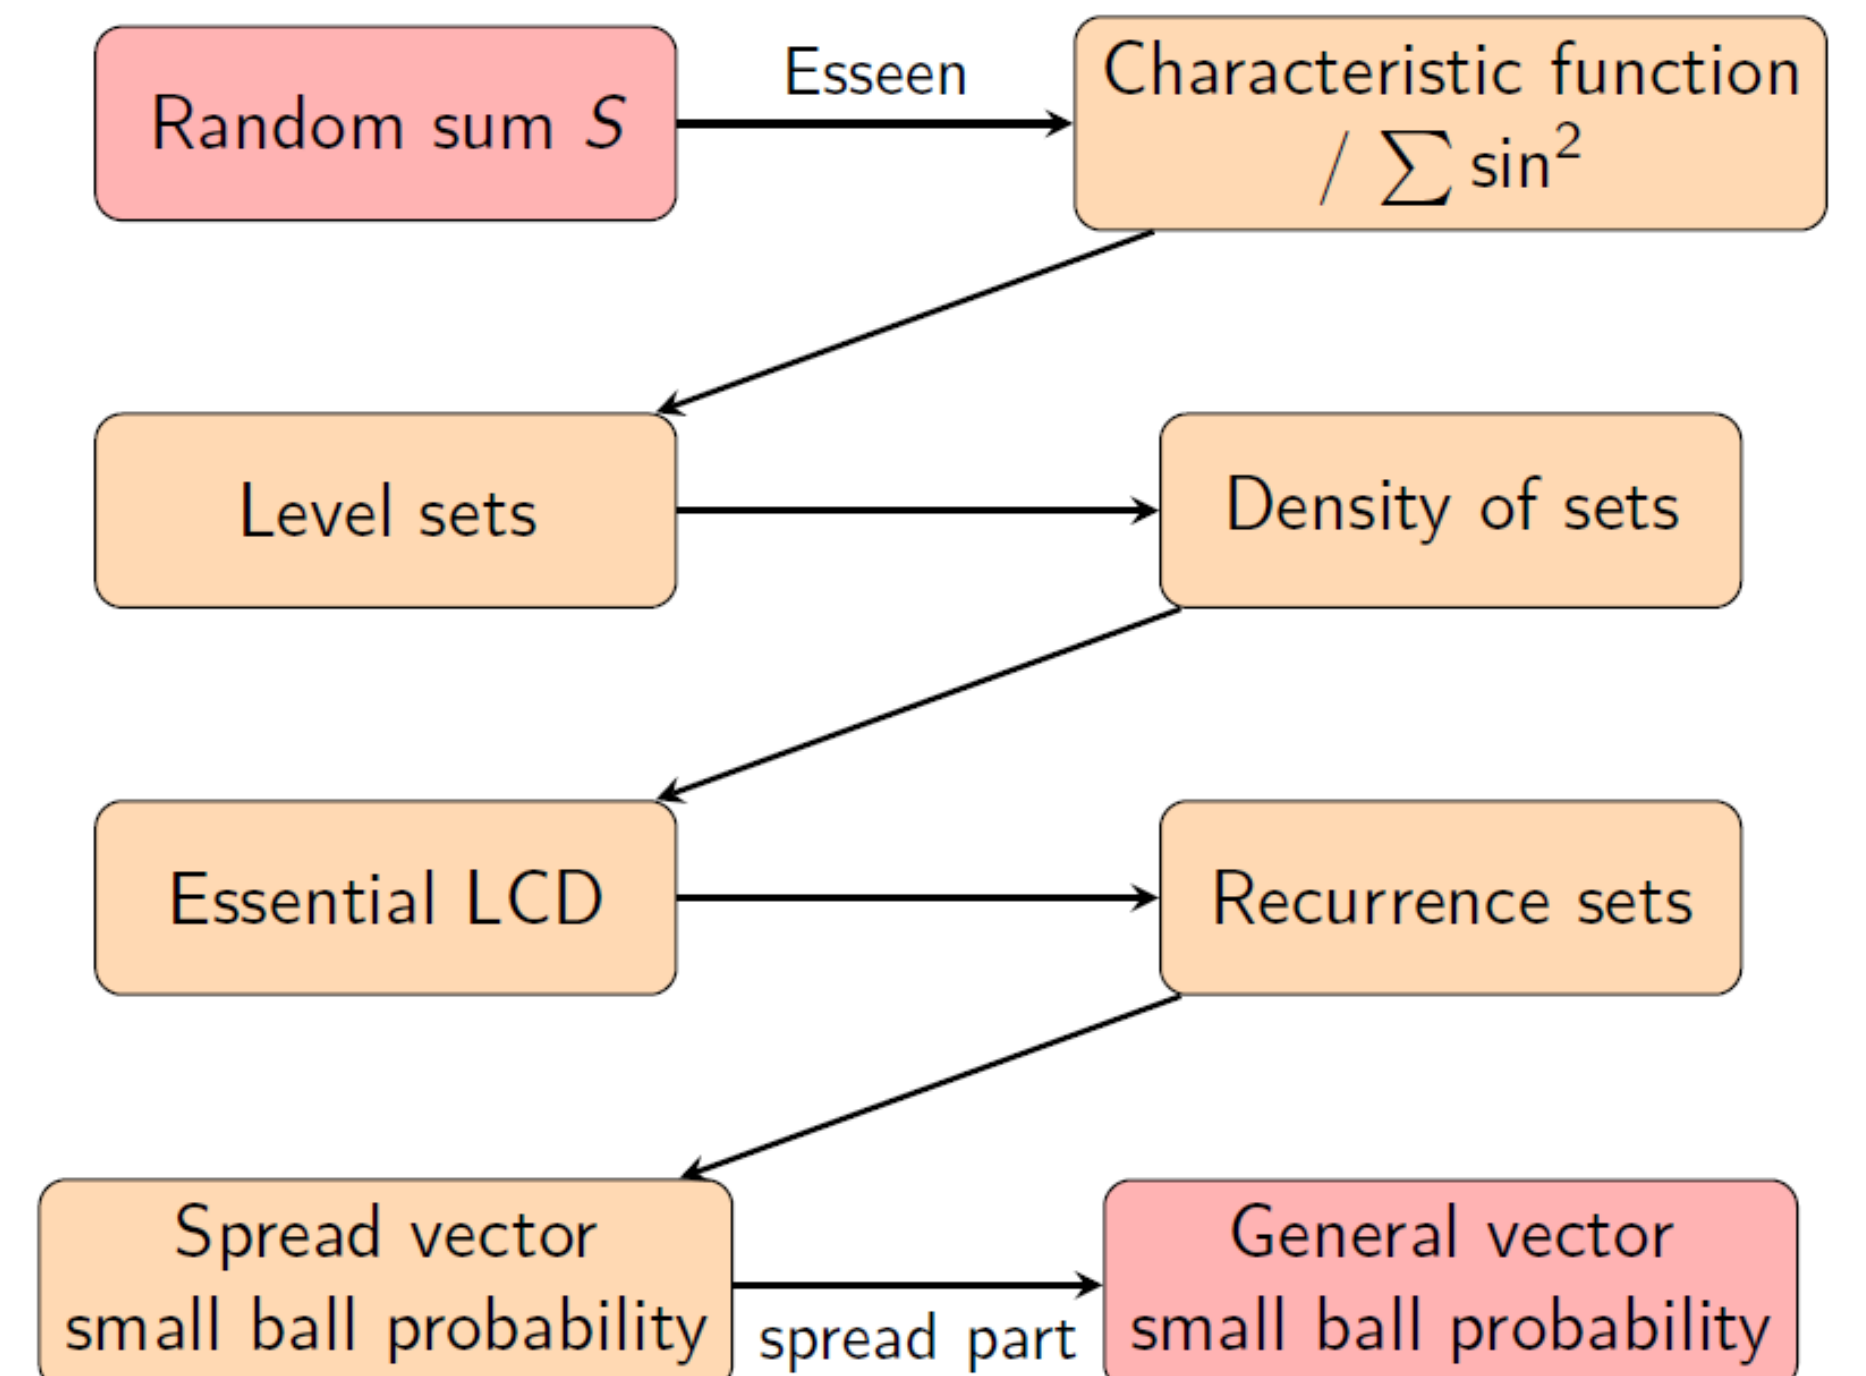 Random sum S
Esseen
Characteristic function
/ ∑ sin²
Level sets
Density of sets
Essential LCD
Recurrence sets
Spread vector
small ball probability
spread part
General vector
small ball probability